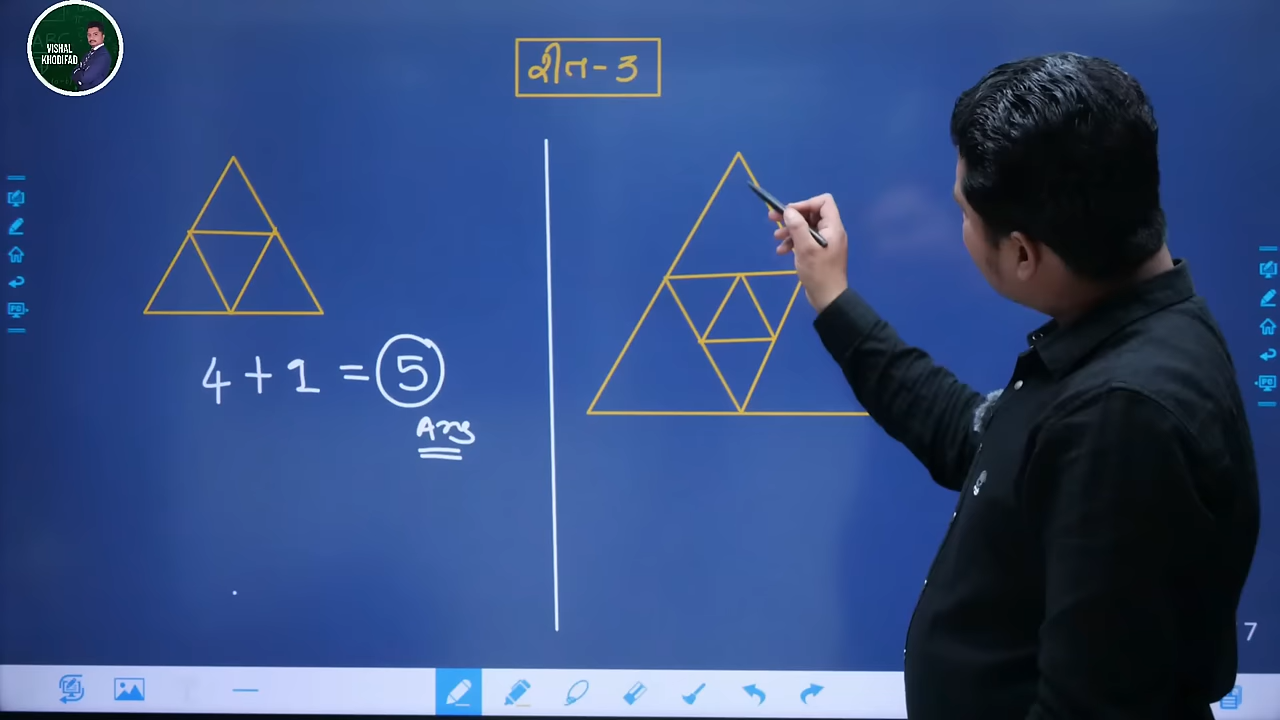 VISHAL
KHODIFAD
રીત-3
4+1=5
Ans
7